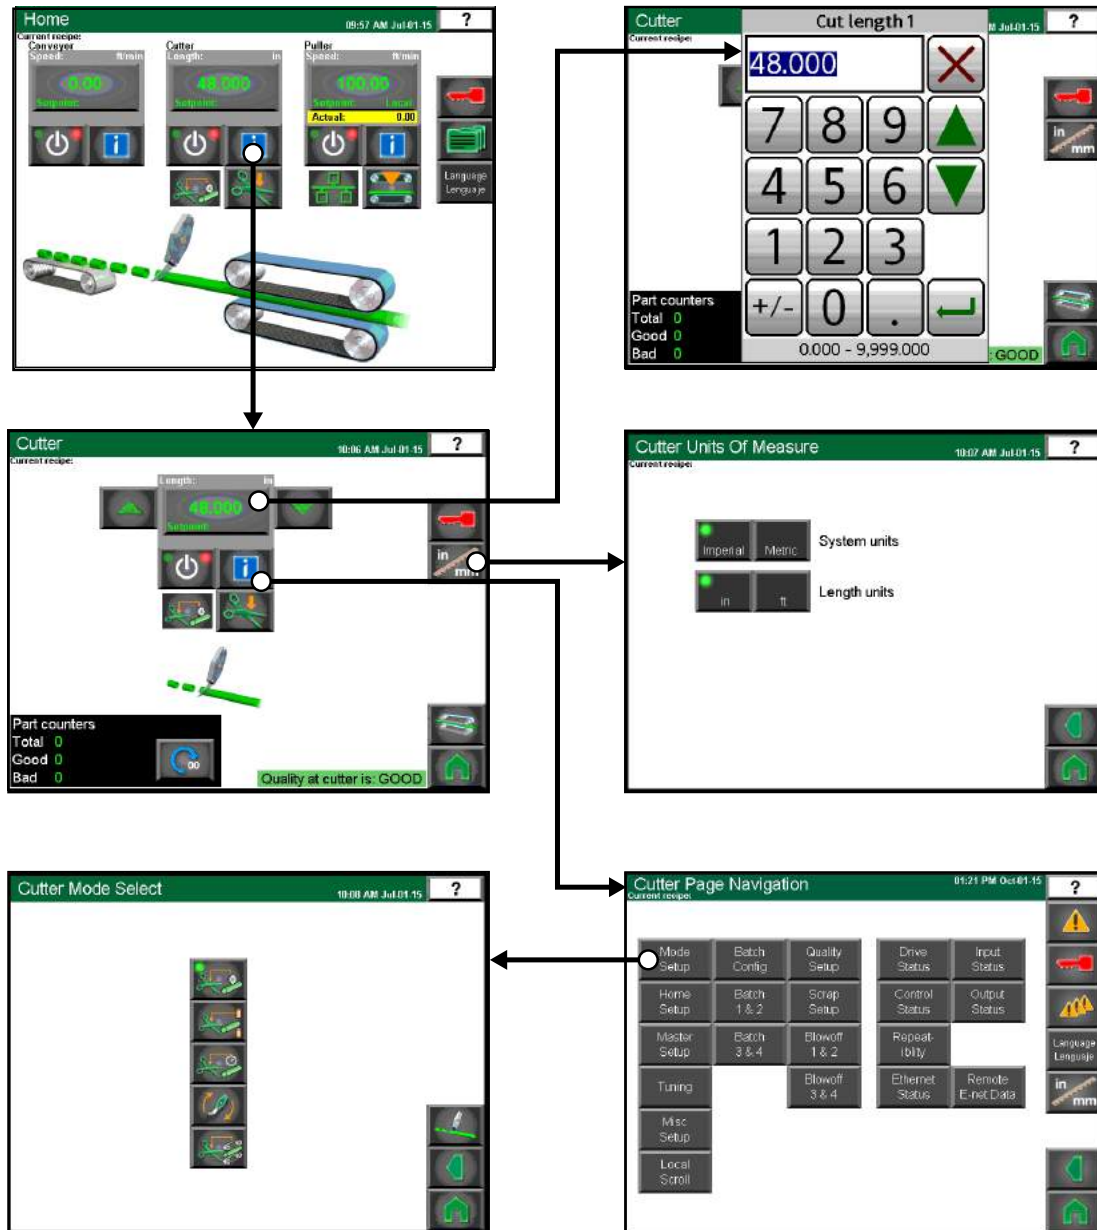 Home
09:57 AM Jul-01-15
?
Current recipe:
Conveyer
Cutter
Puller
Speed: ft/min
Length: in
Speed: ft/min
0.00
48.000
100.00
Setpoint:
Setpoint:
Setpoint: Local
Actual: 0.00
i
i
i
Language
Lenguaje
Cutter
Cut length 1
M Jul-01-15
?
Current recipe:
48.000
7 8 9
4 5 6
1 2 3
+/- 0 .
0.000 - 9,999.000
in
mm
Part counters
Total 0
Good 0
Bad 0
: GOOD
Cutter
10:06 AM Jul-01-15
?
Current recipe:
Length: in
48.000
Setpoint:
i
in
mm
Part counters
Total 0
Good 0
Bad 0
00
Quality at cutter is: GOOD
Cutter Units Of Measure
10:07 AM Jul-01-15
?
Current recipe:
Imperial Metric System units
in ft Length units
Cutter Mode Select
10:08 AM Jul-01-15
?
Cutter Page Navigation
01:21 PM Oct-01-15
?
Current recipe:
Mode Setup
Batch Config
Quality Setup
Drive Status
Input Status
Home Setup
Batch 1 & 2
Scrap Setup
Control Status
Output Status
Master Setup
Batch 3 & 4
Blowoff 1 & 2
Repeat-iblity
Tuning
Blowoff 3 & 4
Ethernet Status
Remote E-net Data
Misc Setup
Local Scroll
Language
Lenguaje
in
mm